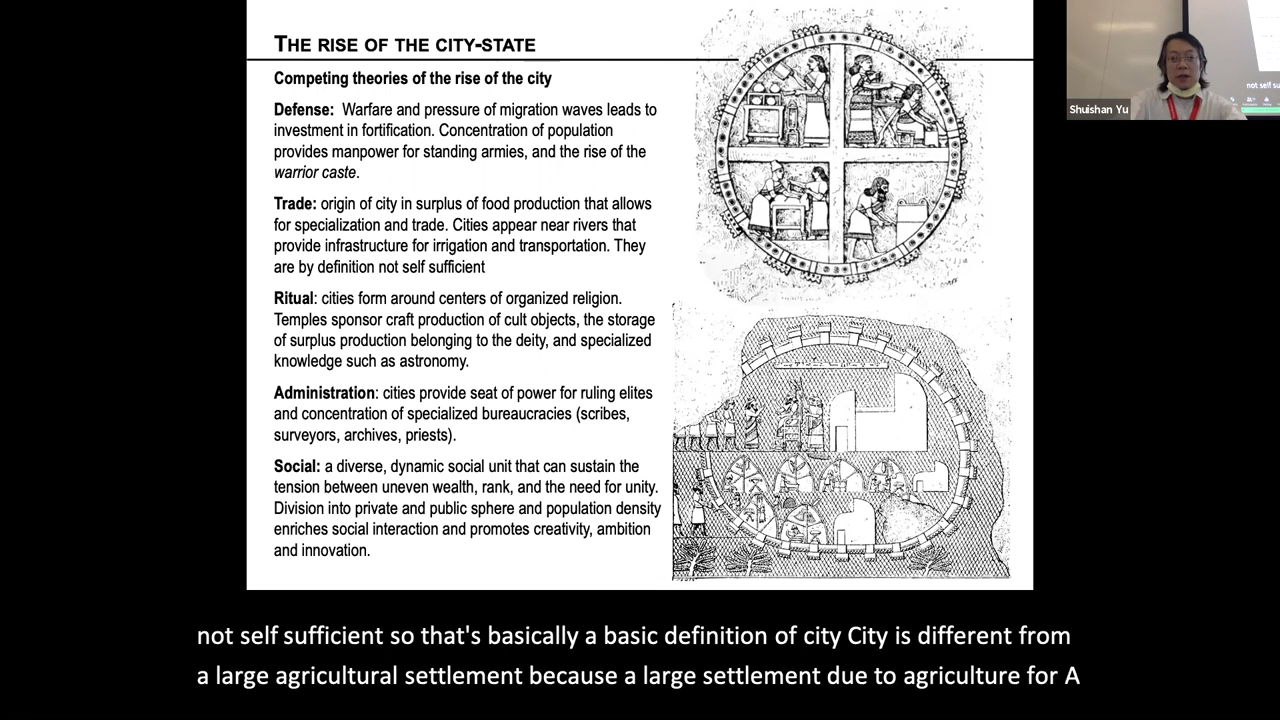 THE RISE OF THE CITY-STATE
Competing theories of the rise of the city
Defense: Warfare and pressure of migration waves leads to
investment in fortification. Concentration of population
provides manpower for standing armies, and the rise of the
warrior caste.
Trade: origin of city in surplus of food production that allows
for specialization and trade. Cities appear near rivers that
provide infrastructure for irrigation and transportation. They
are by definition not self sufficient
Ritual: cities form around centers of organized religion.
Temples sponsor craft production of cult objects, the storage
of surplus production belonging to the deity, and specialized
knowledge such as astronomy.
Administration: cities provide seat of power for ruling elites
and concentration of specialized bureaucracies (scribes,
surveyors, archives, priests).
Social: a diverse, dynamic social unit that can sustain the
tension between uneven wealth, rank, and the need for unity.
Division into private and public sphere and population density
enriches social interaction and promotes creativity, ambition
and innovation.
not self su
Shuishan Yu
not self sufficient so that's basically a basic definition of city City is different from
a large agricultural settlement because a large settlement due to agriculture for A